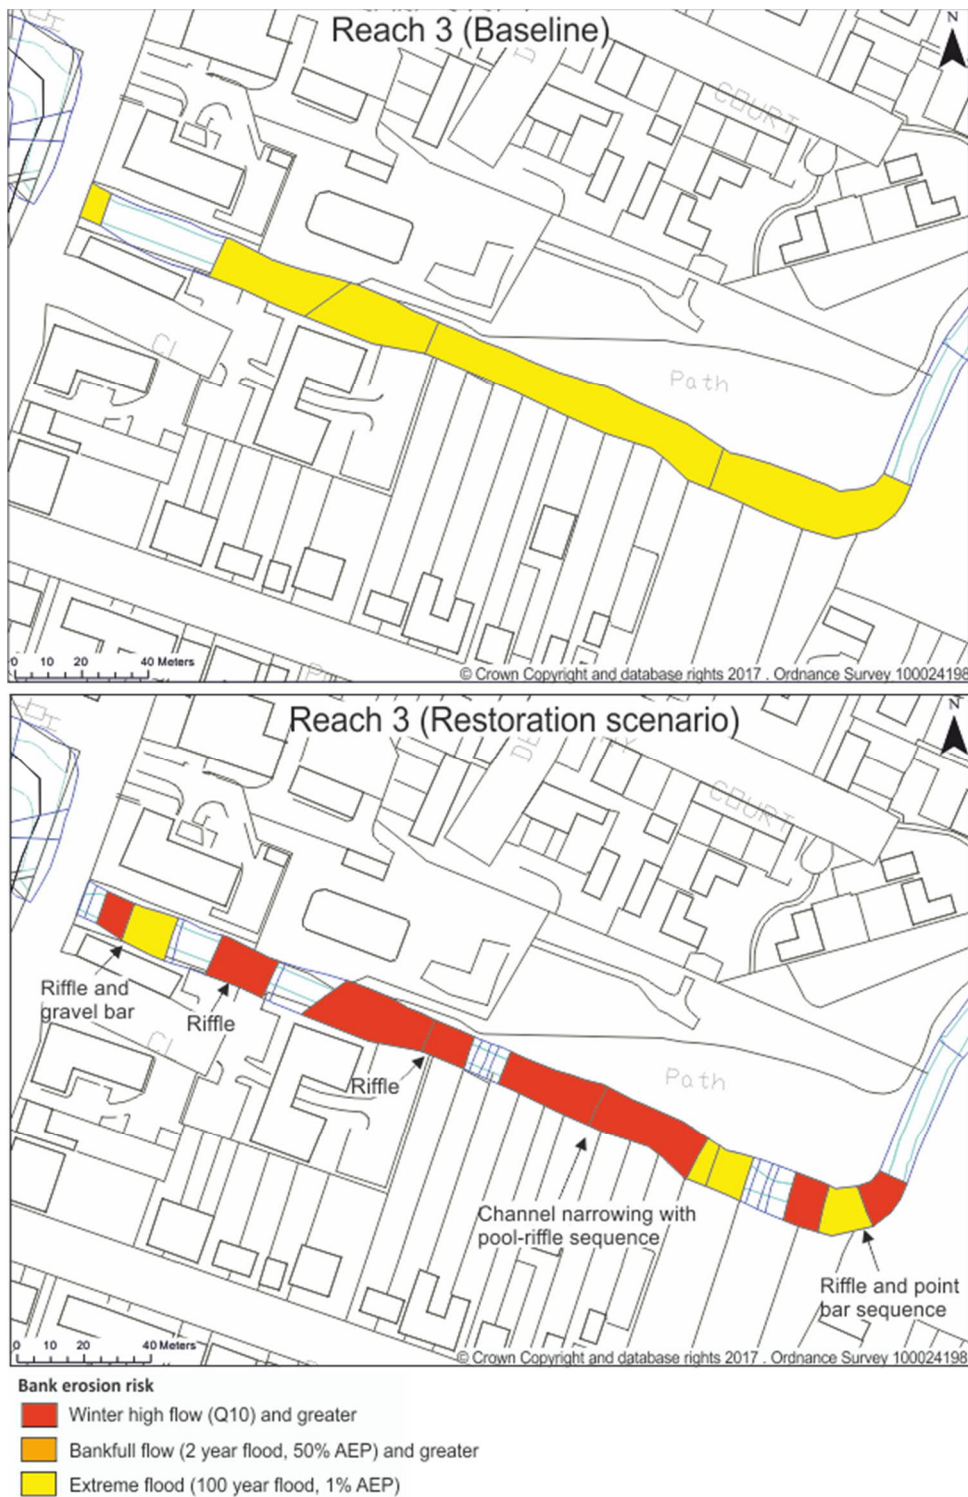 Reach 3 (Baseline)
N
COURT
Path
CL
0 10 20 40 Meters
© Crown Copyright and database rights 2017 . Ordnance Survey 100024198
Reach 3 (Restoration scenario)
N
COURT
Riffle and
gravel bar
Riffle
CL
Riffle
Path
Channel narrowing with
pool-riffle sequence
Riffle and point
bar sequence
0 10 20 40 Meters
© Crown Copyright and database rights 2017 . Ordnance Survey 100024198
Bank erosion risk
Winter high flow (Q10) and greater
Bankfull flow (2 year flood, 50% AEP) and greater
Extreme flood (100 year flood, 1% AEP)